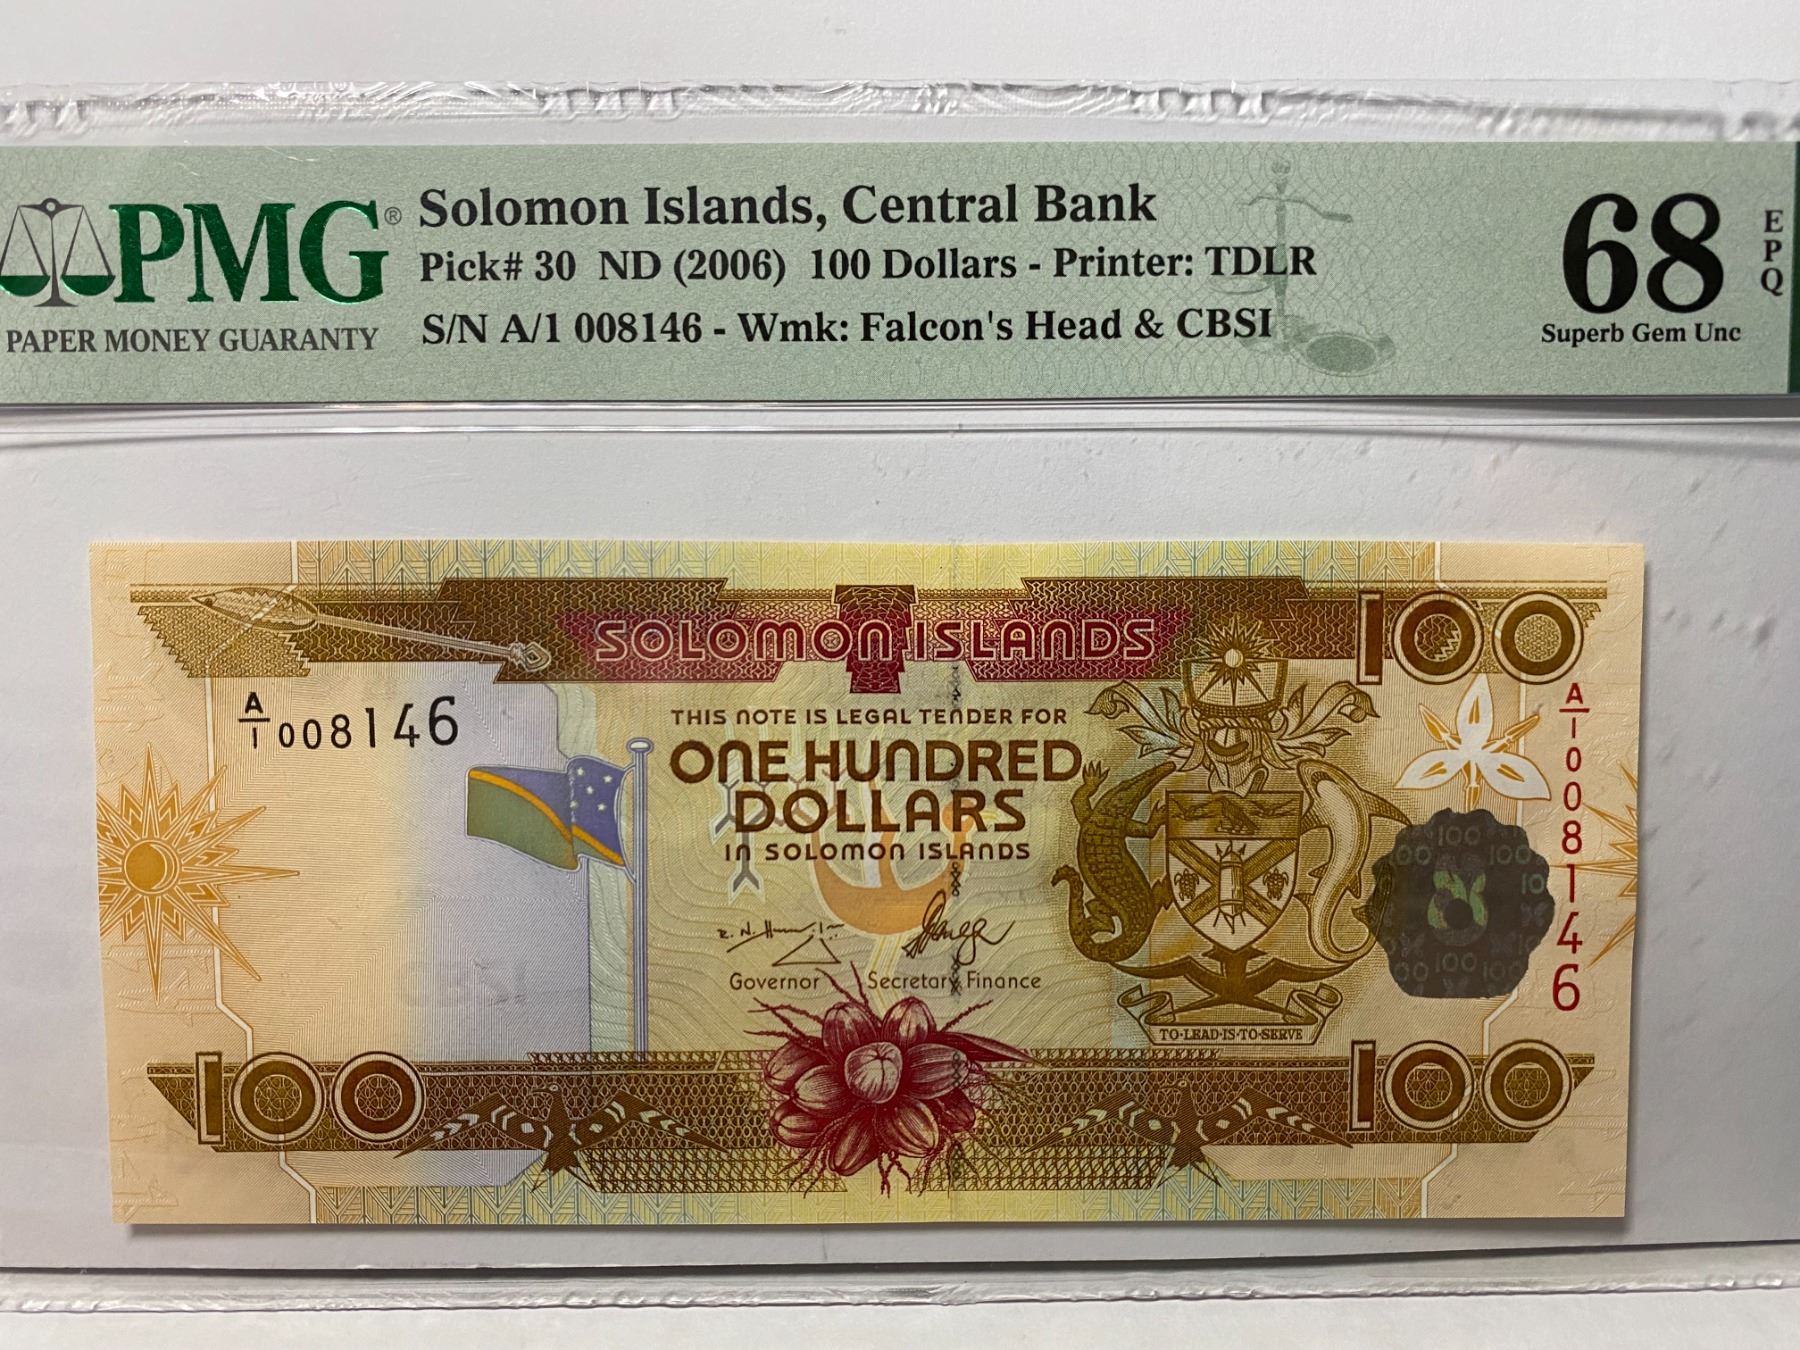 PMG®
PAPER MONEY GUARANTY
Solomon Islands, Central Bank
Pick# 30 ND (2006) 100 Dollars - Printer: TDLR
S/N A/1 008146 - Wmk: Falcon's Head & CBSI
68
EPQ
Superb Gem Unc
SOLOMON ISLANDS
100
A/1 008146
A/1 008146
THIS NOTE IS LEGAL TENDER FOR
ONE HUNDRED
DOLLARS
IN SOLOMON ISLANDS
Governor
Secretary Finance
TO·LEAD·IS·TO·SERVE
100
100